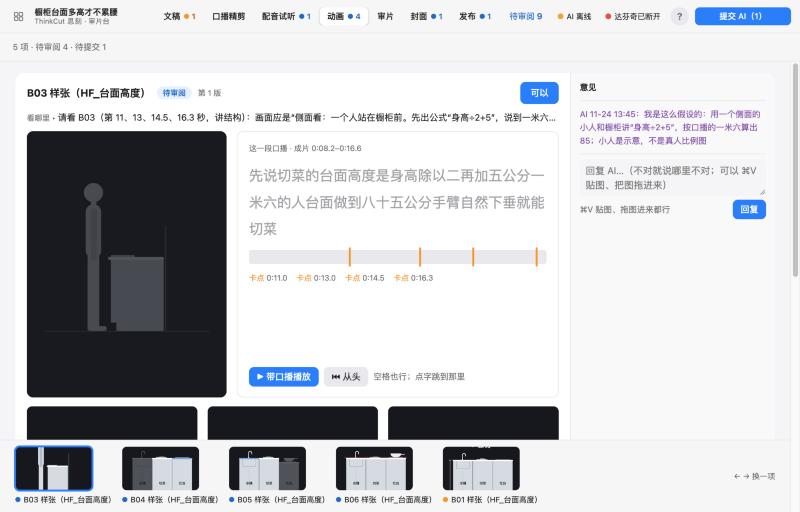 橱柜台面多高才不累腰
ThinkCut 思刻 · 审片台
文稿 1 口播精剪 配音试听 1 动画 4 审片 封面 1 发布 1 待审阅 9 AI 离线 达芬奇已断开 ? 提交 AI（1）
5 项 · 待审阅 4 · 待提交 1
B03 样张（HF_台面高度） 待审阅 第 1 版 可以
看哪里 · 请看 B03（第 11、13、14.5、16.3 秒，讲结构）：画面应是“侧面看：一个人站在橱柜前。先出公式“身高÷2+5”，说到一米六…
这一段口播 · 成片 0:08.2–0:16.6
先说切菜的台面高度是身高除以二再加五公分一
米六的人台面做到八十五公分手臂自然下垂就能
切菜
卡点 0:11.0 卡点 0:13.0 卡点 0:14.5 卡点 0:16.3
▶ 带口播播放 ⏮ 从头 空格也行；点字跳到那里
意见
AI 11-24 13:45：我是这么假设的：用一个侧面的
小人和橱柜讲“身高÷2+5”，按口播的一米六算出
85；小人是示意，不是真人比例图
回复 AI…（不对就说哪里不对；可以 ⌘V
贴图、把图拖进来）
⌘V 贴图、拖图进来都行 回复
B03 样张（HF_台面高度） B04 样张（HF_台面高度） B05 样张（HF_台面高度） B06 样张（HF_台面高度） B01 样张（HF_台面高度）
← → 换一项